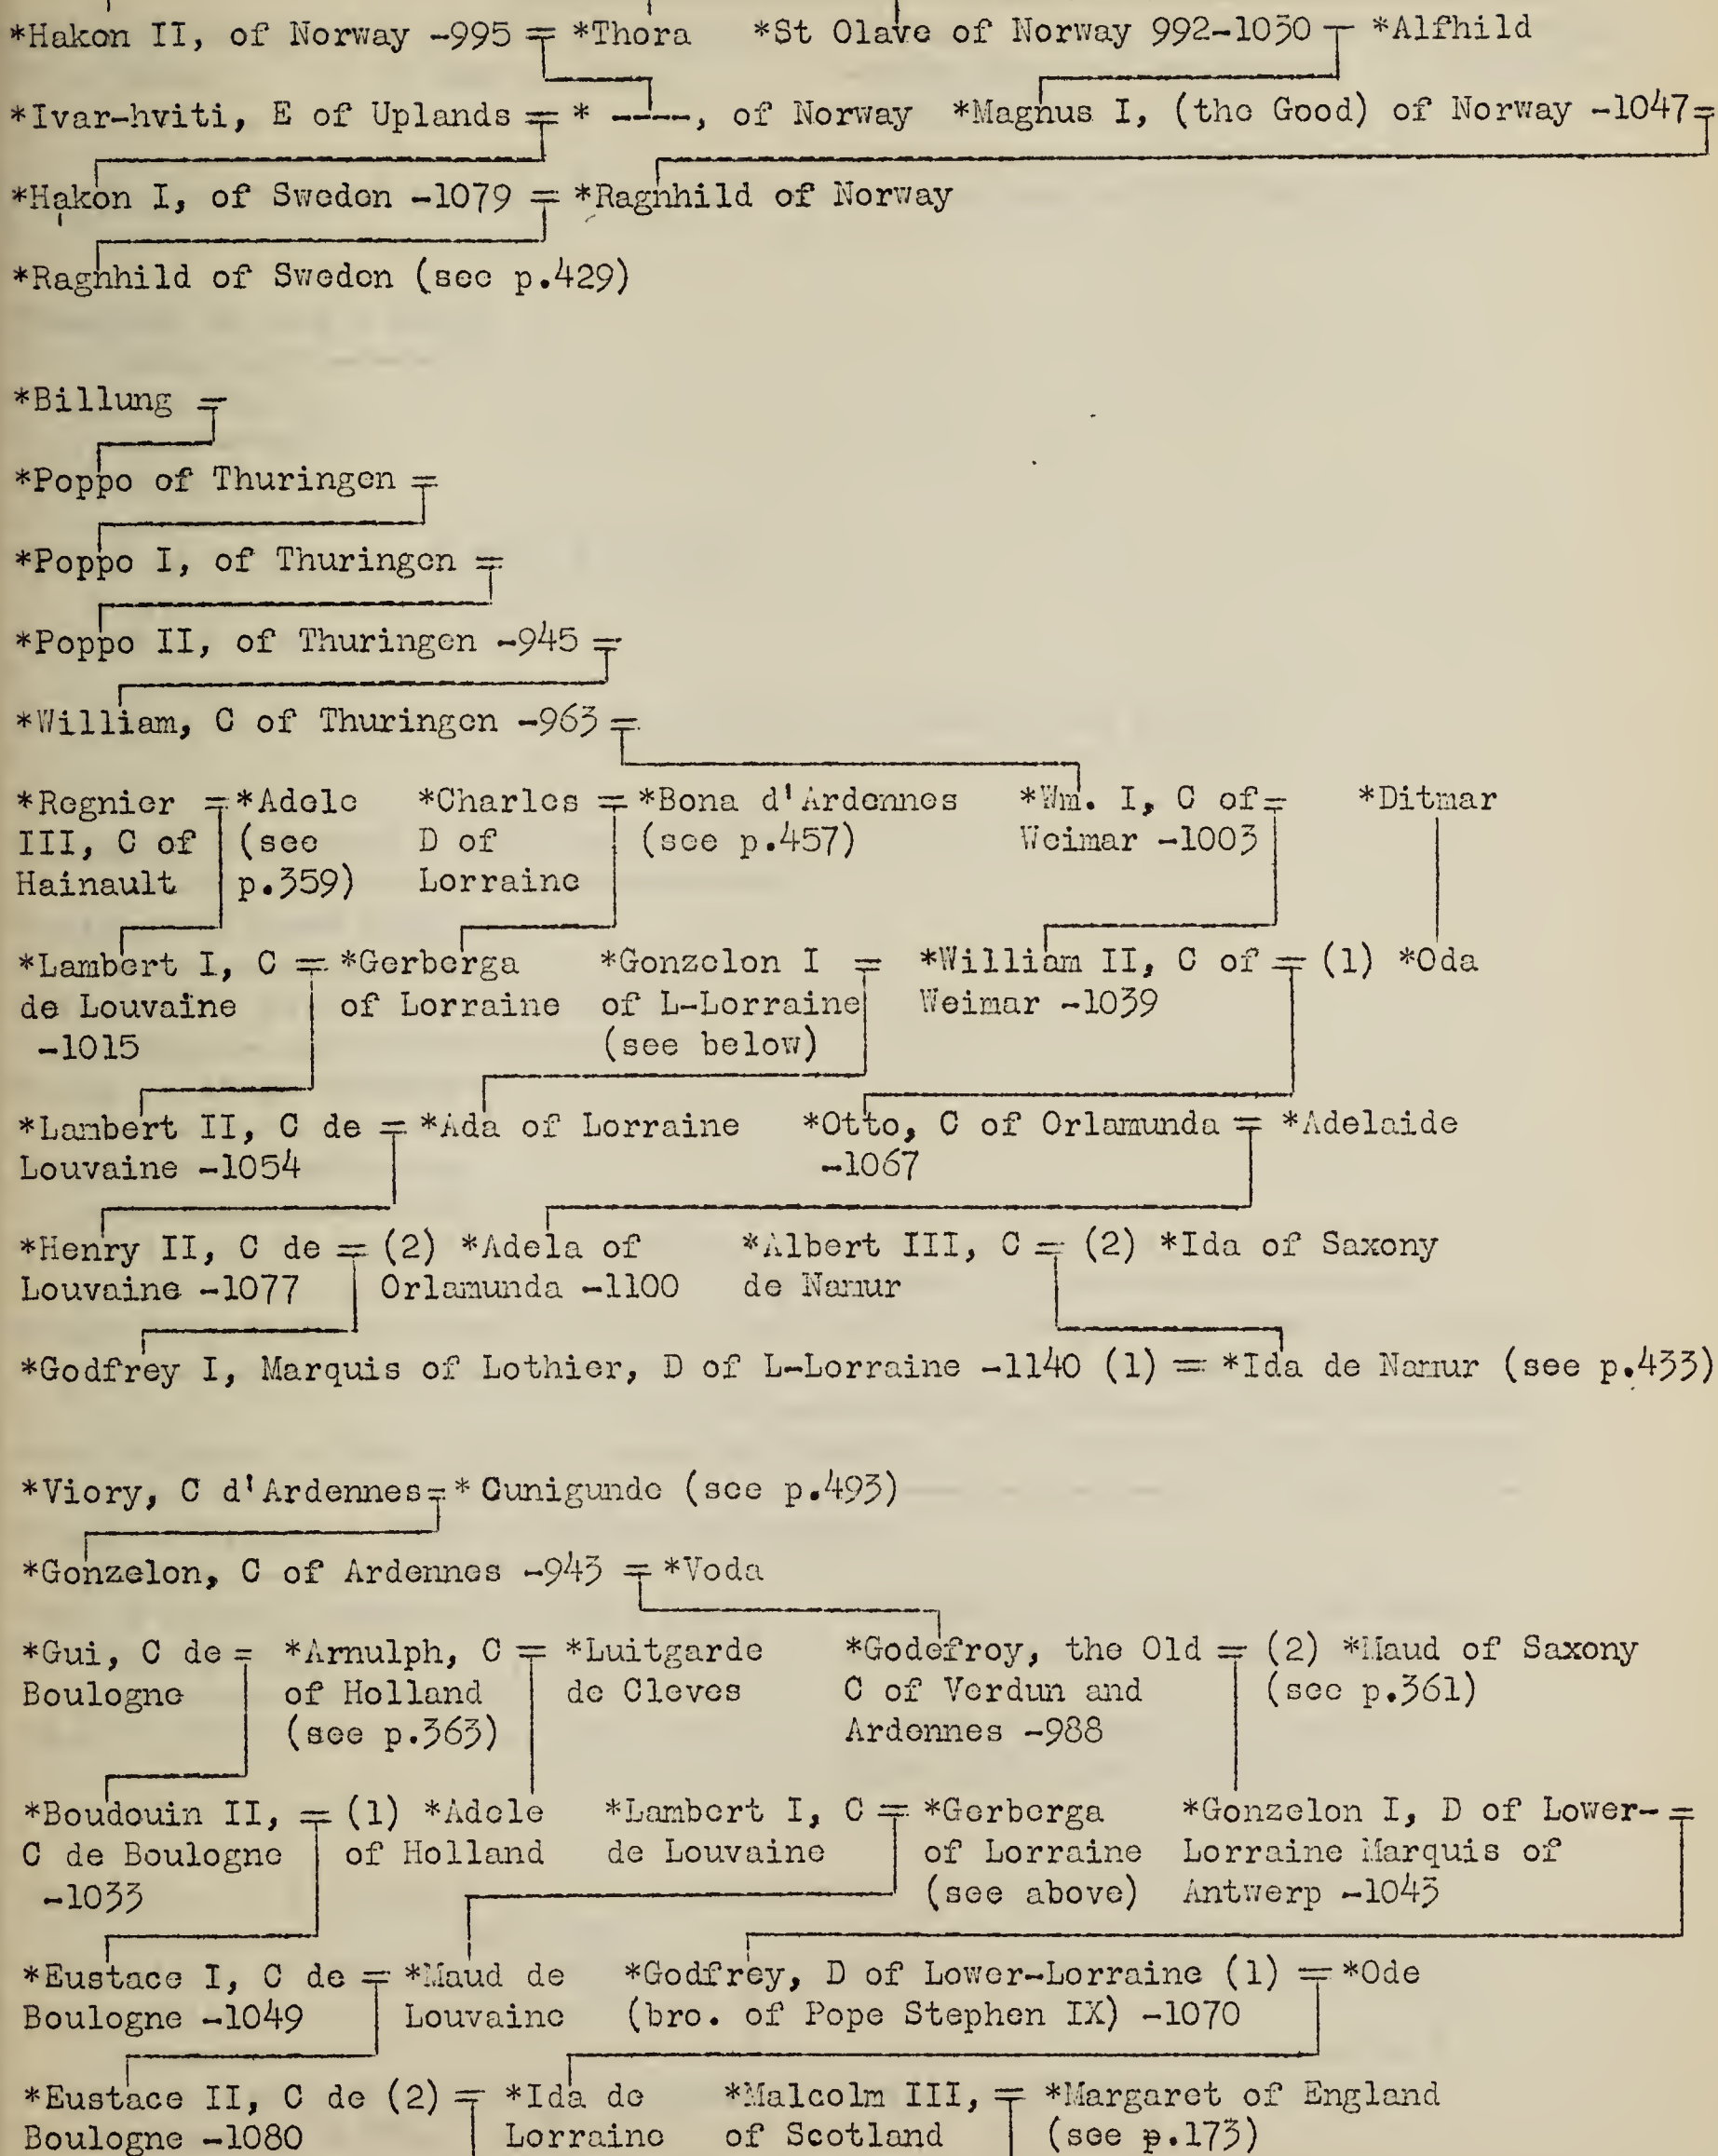 *Hakon II, of Norway -995 = *Thora *St Olave of Norway 992-1030 - *Alfhild
*Ivar-hviti, E of Uplands = * ----, of Norway *Magnus I, (the Good) of Norway -1047=
*Hakon I, of Sweden -1079 = *Ragnhild of Norway
*Ragnhild of Sweden (see p.429)
*Billung =
*Poppo of Thuringen =
*Poppo I, of Thuringen =
*Poppo II, of Thuringen -945 =
*William, C of Thuringen -963 =
*Regnier = *Adele *Charles = *Bona d'Ardennes *Wm. I, C of= *Ditmar
III, C of (see D of (see p.457) Weimar -1003
Hainault p.359) Lorraine
*Lambert I, C = *Gerberga *Gonzelon I = *William II, C of = (1) *Oda
de Louvaine of Lorraine of L-Lorraine Weimar -1039
-1015 (see below)
*Lambert II, C de = *Ada of Lorraine *Otto, C of Orlamunda = *Adelaide
Louvaine -1054 -1067
*Henry II, C de = (2) *Adela of *Albert III, C = (2) *Ida of Saxony
Louvaine -1077 Orlamunda -1100 de Namur
*Godfrey I, Marquis of Lothier, D of L-Lorraine -1140 (1) = *Ida de Namur (see p.433)
*Viory, C d'Ardennes= * Cunigunde (see p.493)
*Gonzelon, C of Ardennes -943 = *Voda
*Gui, C de = *Arnulph, C = *Luitgarde *Godefroy, the Old = (2) *Maud of Saxony
Boulogne of Holland de Cleves C of Verdun and (see p.361)
(see p.363) Ardennes -988
*Boudouin II, = (1) *Adele *Lambert I, C = *Gerberga *Gonzelon I, D of Lower- =
C de Boulogne of Holland de Louvaine of Lorraine Lorraine Marquis of
-1033 (see above) Antwerp -1043
*Eustace I, C de = *Maud de *Godfrey, D of Lower-Lorraine (1) = *Ode
Boulogne -1049 Louvaine (bro. of Pope Stephen IX) -1070
*Eustace II, C de (2) = *Ida de *Malcolm III, = *Margaret of England
Boulogne -1080 Lorraine of Scotland (see p.173)